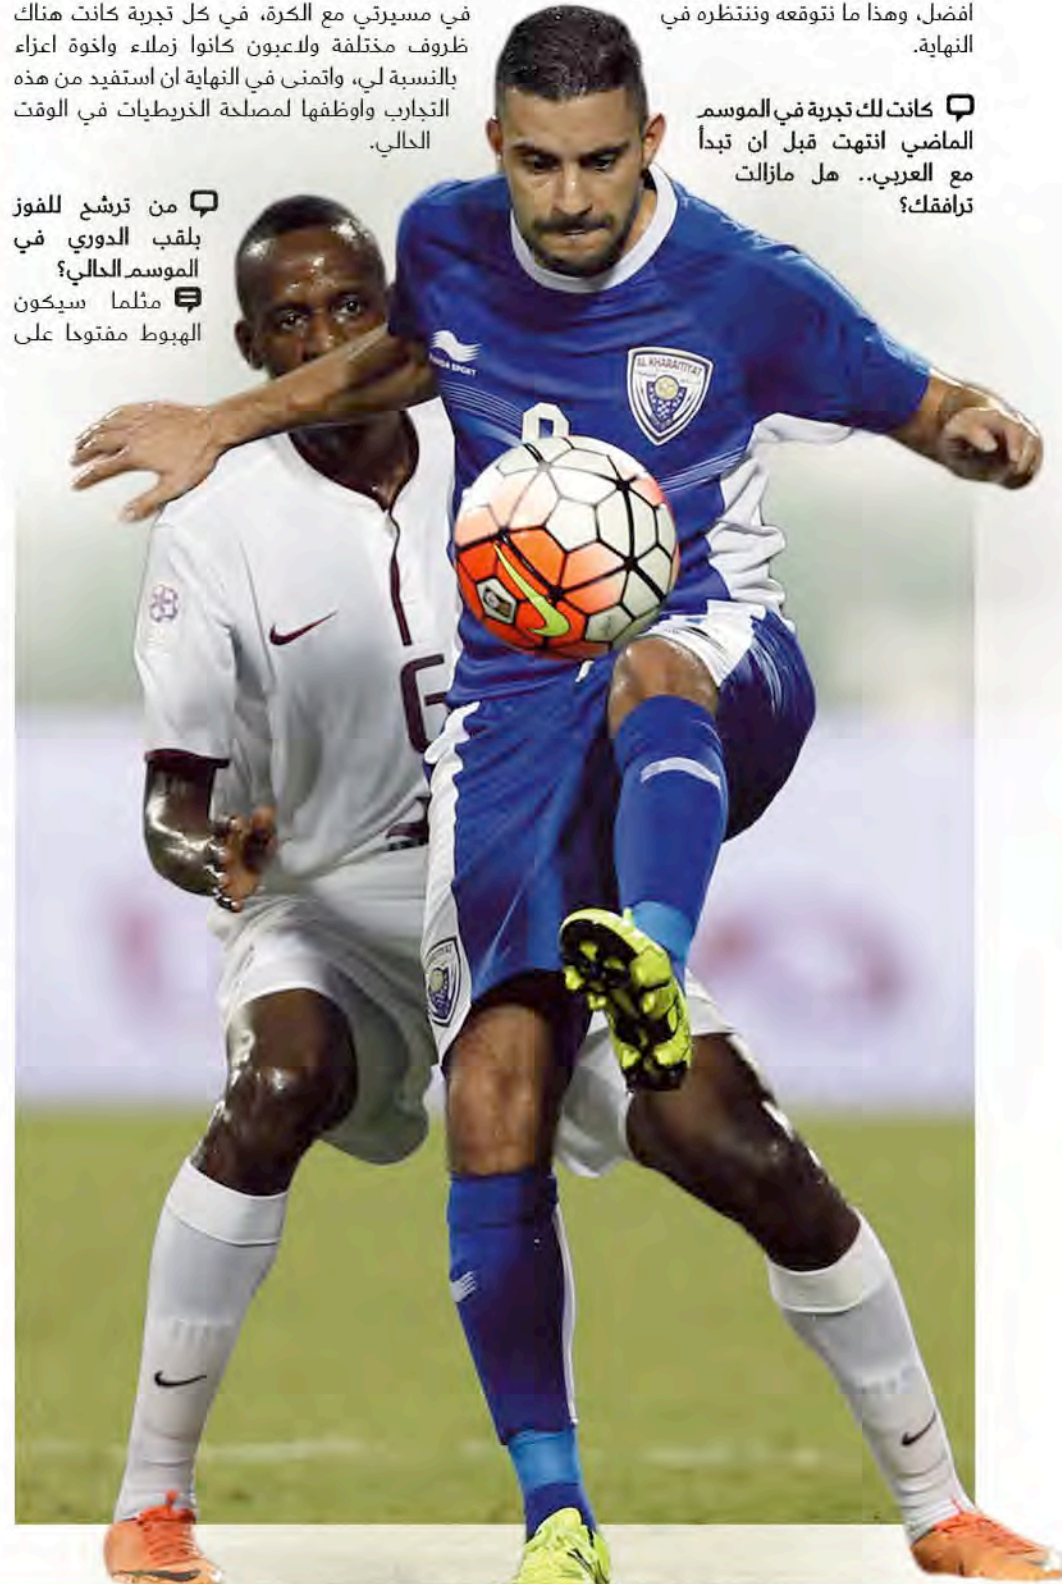 افضل، وهذا ما نتوقعه وننتظره في
النهاية.
كانت لك تجربة في الموسم
الماضي انتهت قبل ان تبدأ
مع العربي.. هل مازالت
ترافقك؟
في مسيرتي مع الكرة، في كل تجربة كانت هناك
ظروف مختلفة ولاعبون كانوا زملاء واخوة اعزاء
بالنسبة لي، واتمنى في النهاية ان استفيد من هذه
التجارب واوظفها لمصلحة الخريطيات في الوقت
الحالي.
من ترشح للفوز
بلقب الدوري في
الموسم الحالي؟
مثلما سيكون
الهبوط مفتوحا على
AL KHARAITIYAT
6